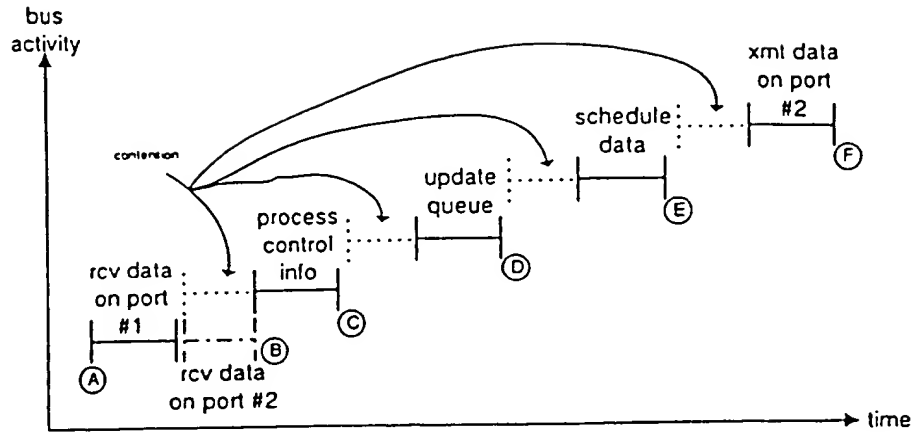 bus
activity
xmt data
on port
#2
schedule
data
F
contention
update
queue
E
process
control
info
D
rcv data
on port
#1
C
B
A
rcv data
on port #2
time